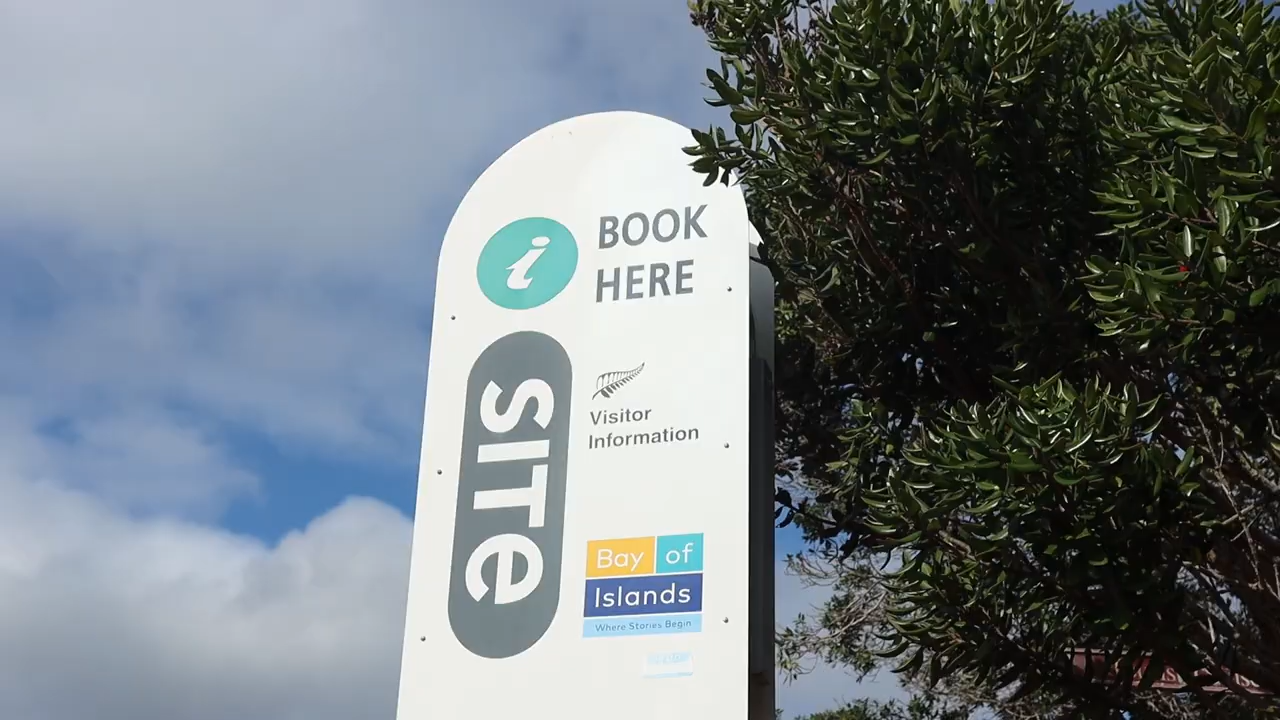 i
BOOK
HERE
SITe
Visitor
Information
Bay of
Islands
Where Stories Begin